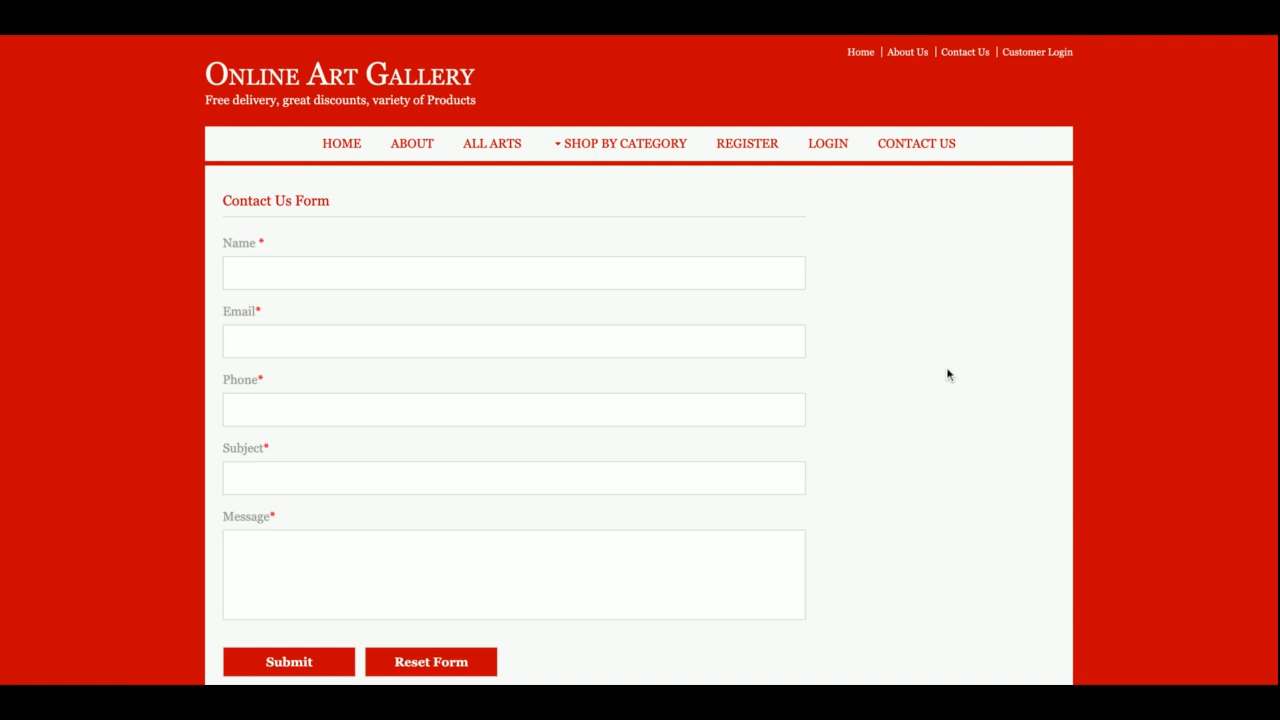 Home | About Us | Contact Us | Customer Login
Online Art Gallery
Free delivery, great discounts, variety of Products
HOME ABOUT ALL ARTS SHOP BY CATEGORY REGISTER LOGIN CONTACT US
Contact Us Form
Name *
Email*
Phone*
Subject*
Message*
Submit Reset Form